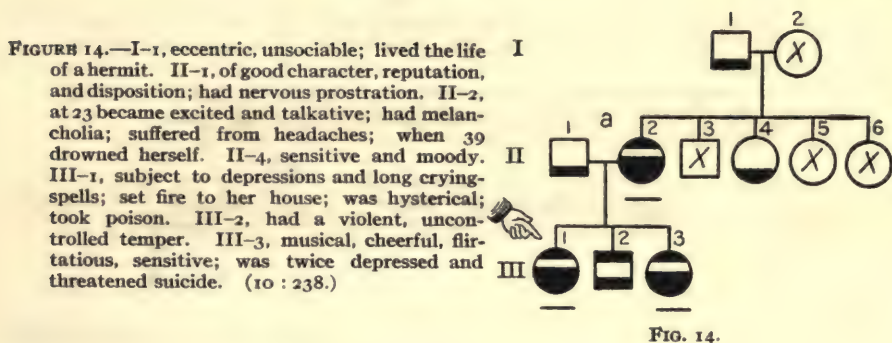 FIGURE 14.—I-1, eccentric, unsociable; lived the life
of a hermit. II-1, of good character, reputation,
and disposition; had nervous prostration. II-2,
at 23 became excited and talkative; had melan-
cholia; suffered from headaches; when 39
drowned herself. II-4, sensitive and moody.
III-1, subject to depressions and long crying-
spells; set fire to her house; was hysterical;
took poison. III-2, had a violent, uncon-
trolled temper. III-3, musical, cheerful, flir-
tatious, sensitive; was twice depressed and
threatened suicide. (10 : 238.)
1 2
I X
1 a 2 3 4 5 6
II X X X
1 2 3
III
FIG. 14.